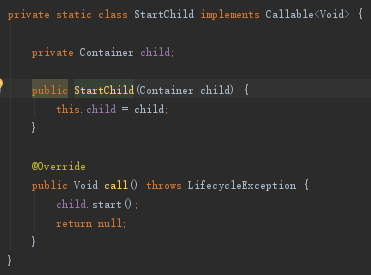 private static class StartChild implements Callable<Void> {
private Container child;
public StartChild(Container child) {
this.child = child;
}
@Override
public Void call() throws LifecycleException {
child.start();
return null;
}
}